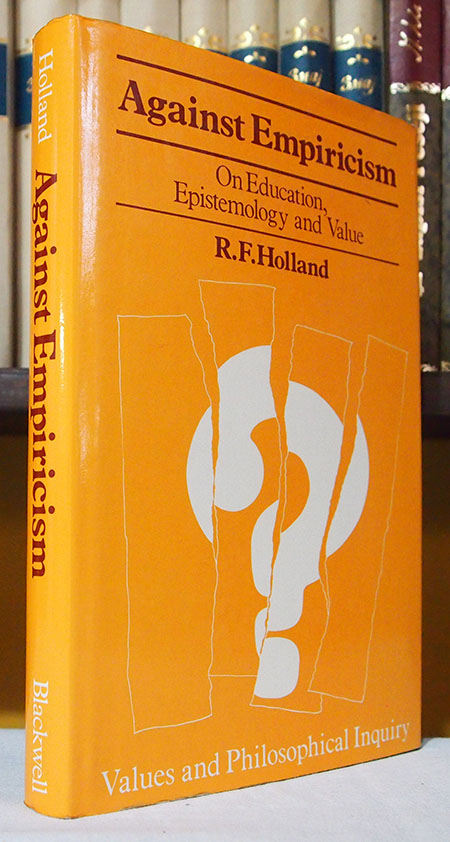 Holland Against Empiricism Blackwell
Against Empiricism
On Education,
Epistemology and Value
R.F.Holland
Values and Philosophical Inquiry